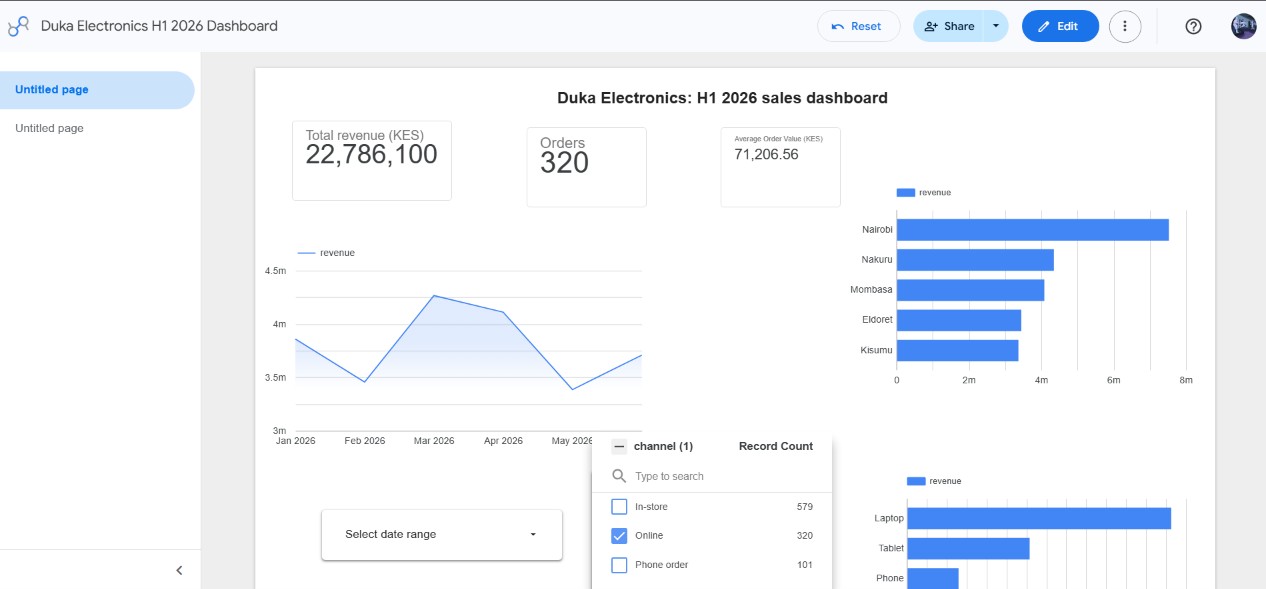 Duka Electronics H1 2026 Dashboard
Reset
Share
Edit
Untitled page
Untitled page
Duka Electronics: H1 2026 sales dashboard
Total revenue (KES)
22,786,100
Orders
320
Average Order Value (KES)
71,206.56
revenue
Nairobi
Nakuru
Mombasa
Eldoret
Kisumu
0 2m 4m 6m 8m
revenue
4.5m
4m
3.5m
3m
Jan 2026 Feb 2026 Mar 2026 Apr 2026 May 2026
channel (1) Record Count
Type to search
In-store 579
Online 320
Phone order 101
Select date range
revenue
Laptop
Tablet
Phone